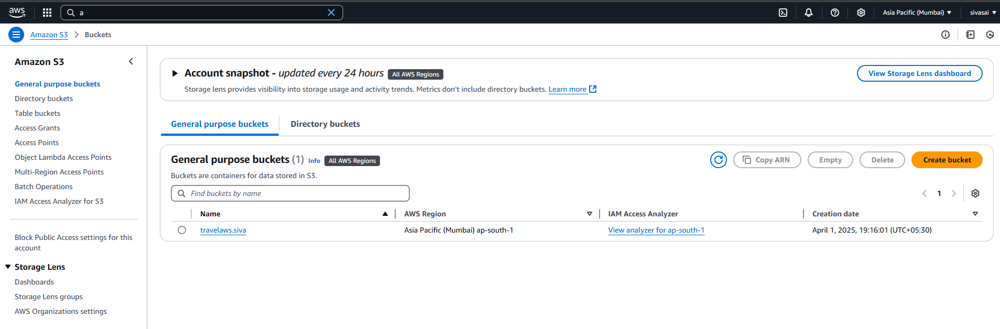 aws
a
Asia Pacific (Mumbai)
sivasai
Amazon S3
Buckets
Amazon S3
General purpose buckets
Directory buckets
Table buckets
Access Grants
Access Points
Object Lambda Access Points
Multi-Region Access Points
Batch Operations
IAM Access Analyzer for S3
Block Public Access settings for this
account
Storage Lens
Dashboards
Storage Lens groups
AWS Organizations settings
Account snapshot - updated every 24 hours All AWS Regions
View Storage Lens dashboard
Storage lens provides visibility into storage usage and activity trends. Metrics don't include directory buckets. Learn more
General purpose buckets
Directory buckets
General purpose buckets (1) Info All AWS Regions
Copy ARN
Empty
Delete
Create bucket
Buckets are containers for data stored in S3.
Find buckets by name
1
Name
AWS Region
IAM Access Analyzer
Creation date
travelaws.siva
Asia Pacific (Mumbai) ap-south-1
View analyzer for ap-south-1
April 1, 2025, 19:16:01 (UTC+05:30)